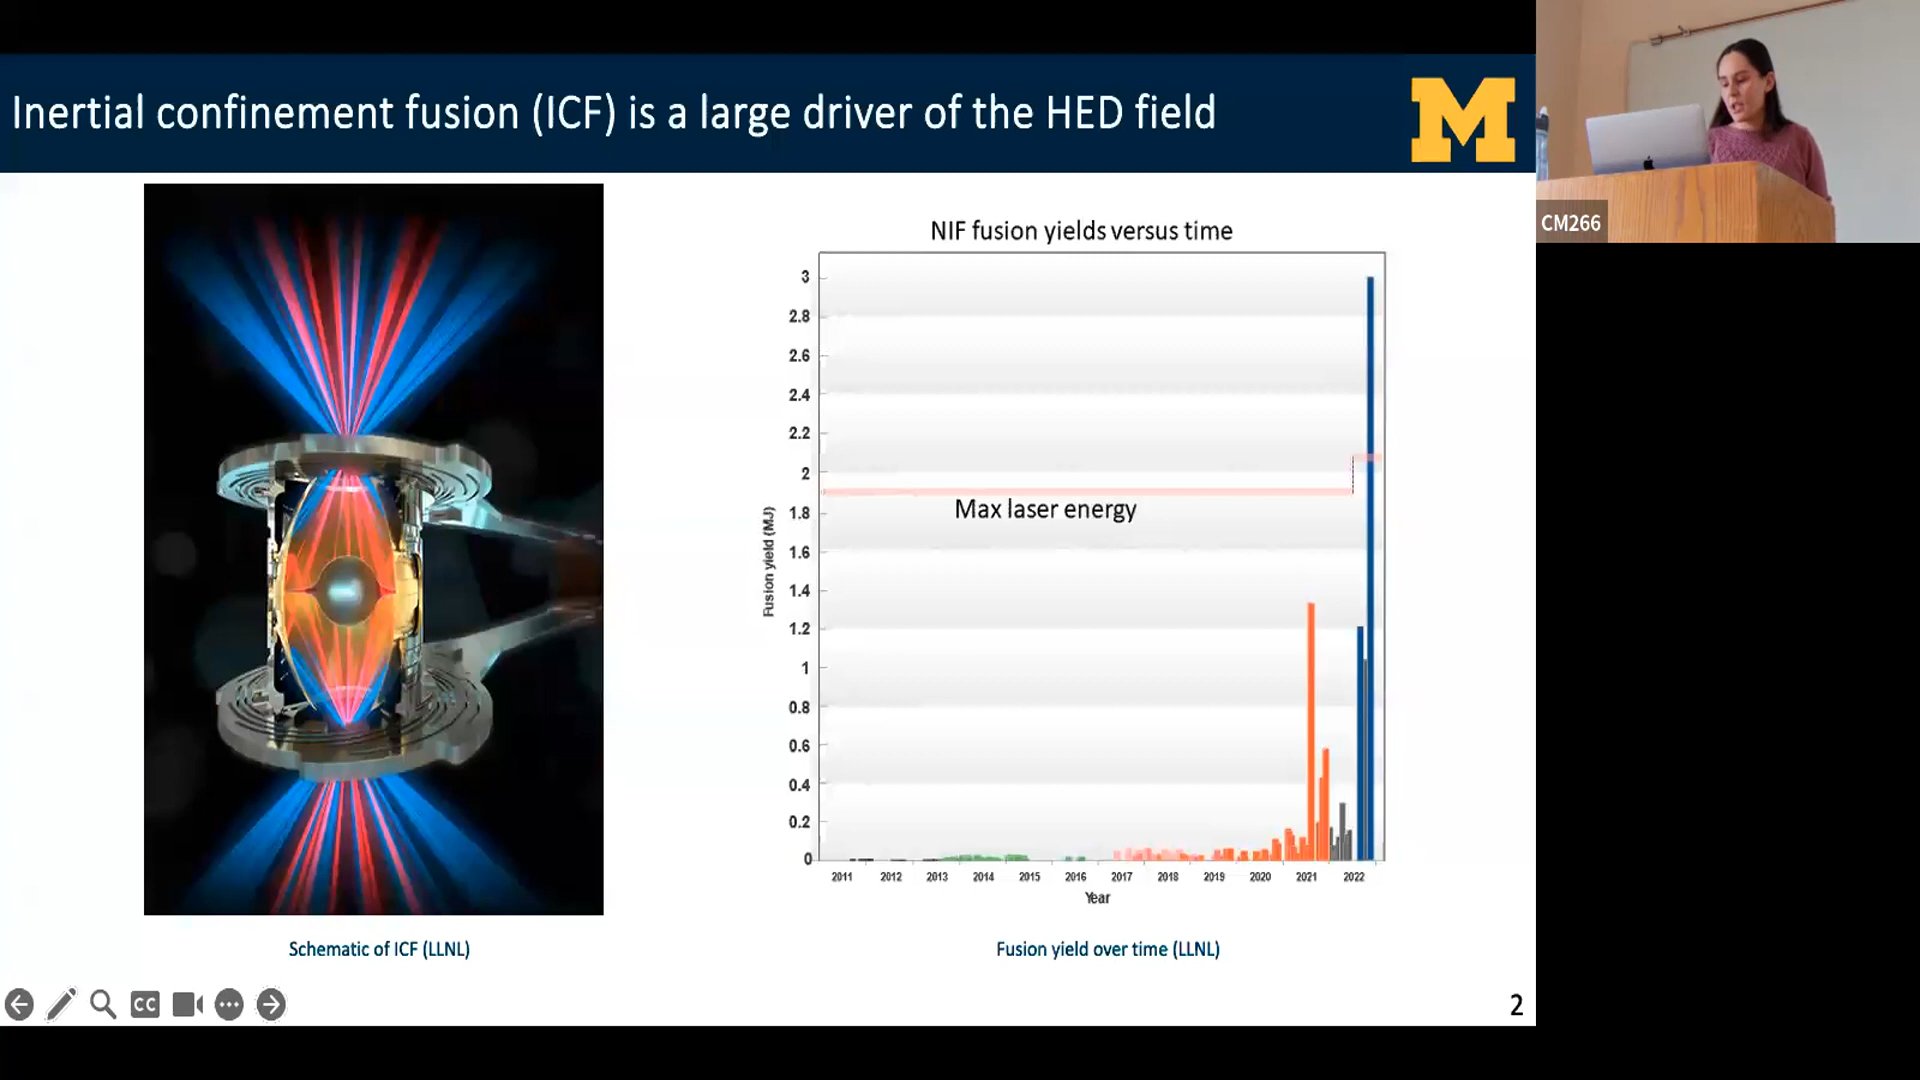 Inertial confinement fusion (ICF) is a large driver of the HED field
M
CM266
NIF fusion yields versus time
3
2.8
2.6
2.4
2.2
2
1.8
1.6
1.4
1.2
1
0.8
0.6
0.4
0.2
0
Fusion yield (MJ)
Max laser energy
2011 2012 2013 2014 2015 2016 2017 2018 2019 2020 2021 2022
Year
Schematic of ICF (LLNL)
Fusion yield over time (LLNL)
CC
2